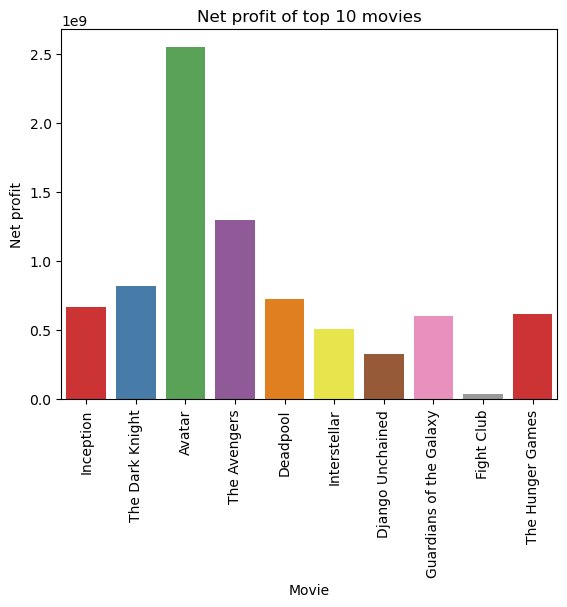 Net profit of top 10 movies
1e9
2.5
2.0
1.5
1.0
0.5
0.0
Net profit
Inception
The Dark Knight
Avatar
The Avengers
Deadpool
Interstellar
Django Unchained
Guardians of the Galaxy
Fight Club
The Hunger Games
Movie